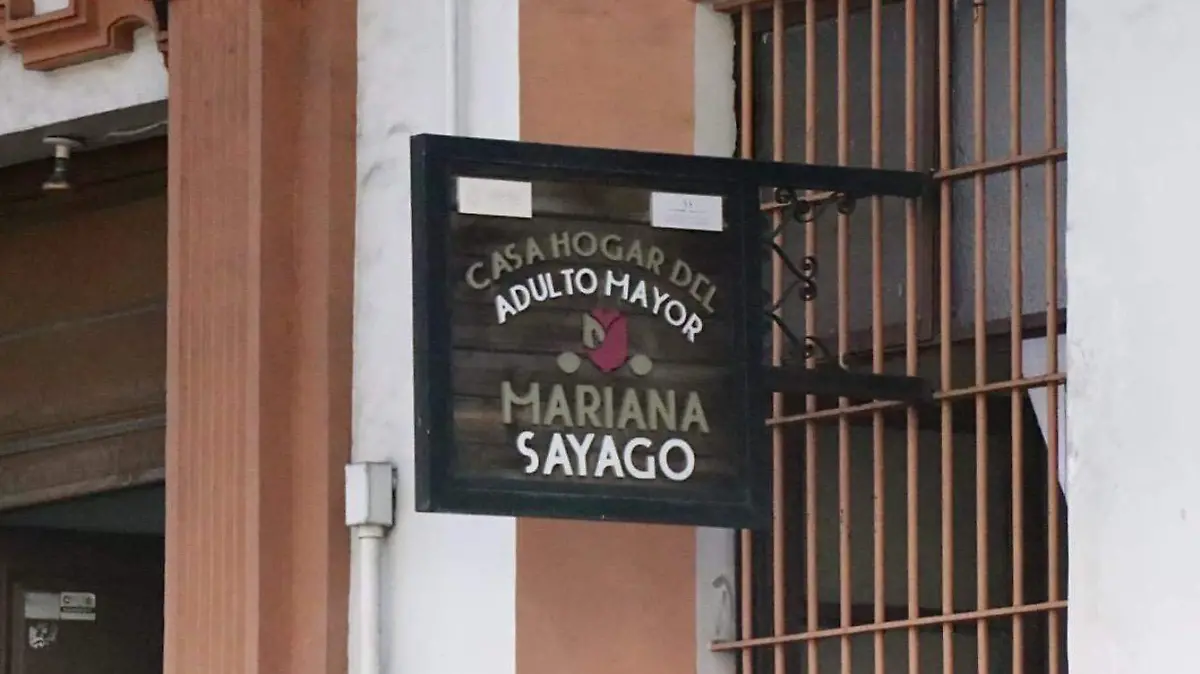 CASA HOGAR DEL
ADULTO MAYOR
MARIANA
SAYAGO